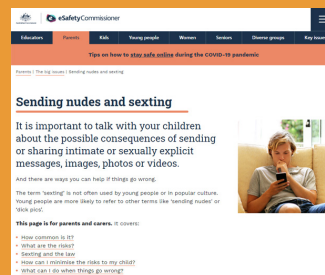 eSafetyCommissioner
Educators Parents Kids Young people Women Seniors Diverse groups Key issues
Tips on how to stay safe online during the COVID-19 pandemic
Parents | The big issues | Sending nudes and sexting
Sending nudes and sexting
It is important to talk with your children
about the possible consequences of sending
or sharing intimate or sexually explicit
messages, images, photos or videos.
And there are ways you can help if things go wrong.
The term 'sexting' is not often used by young people or in popular culture.
Young people are more likely to refer to other terms like 'sending nudes' or
'dick pics'.
This page is for parents and carers. It covers:
• How common is it?
• What are the risks?
• Sexting and the law
• How can I minimise the risks to my child?
• What can I do when things go wrong?